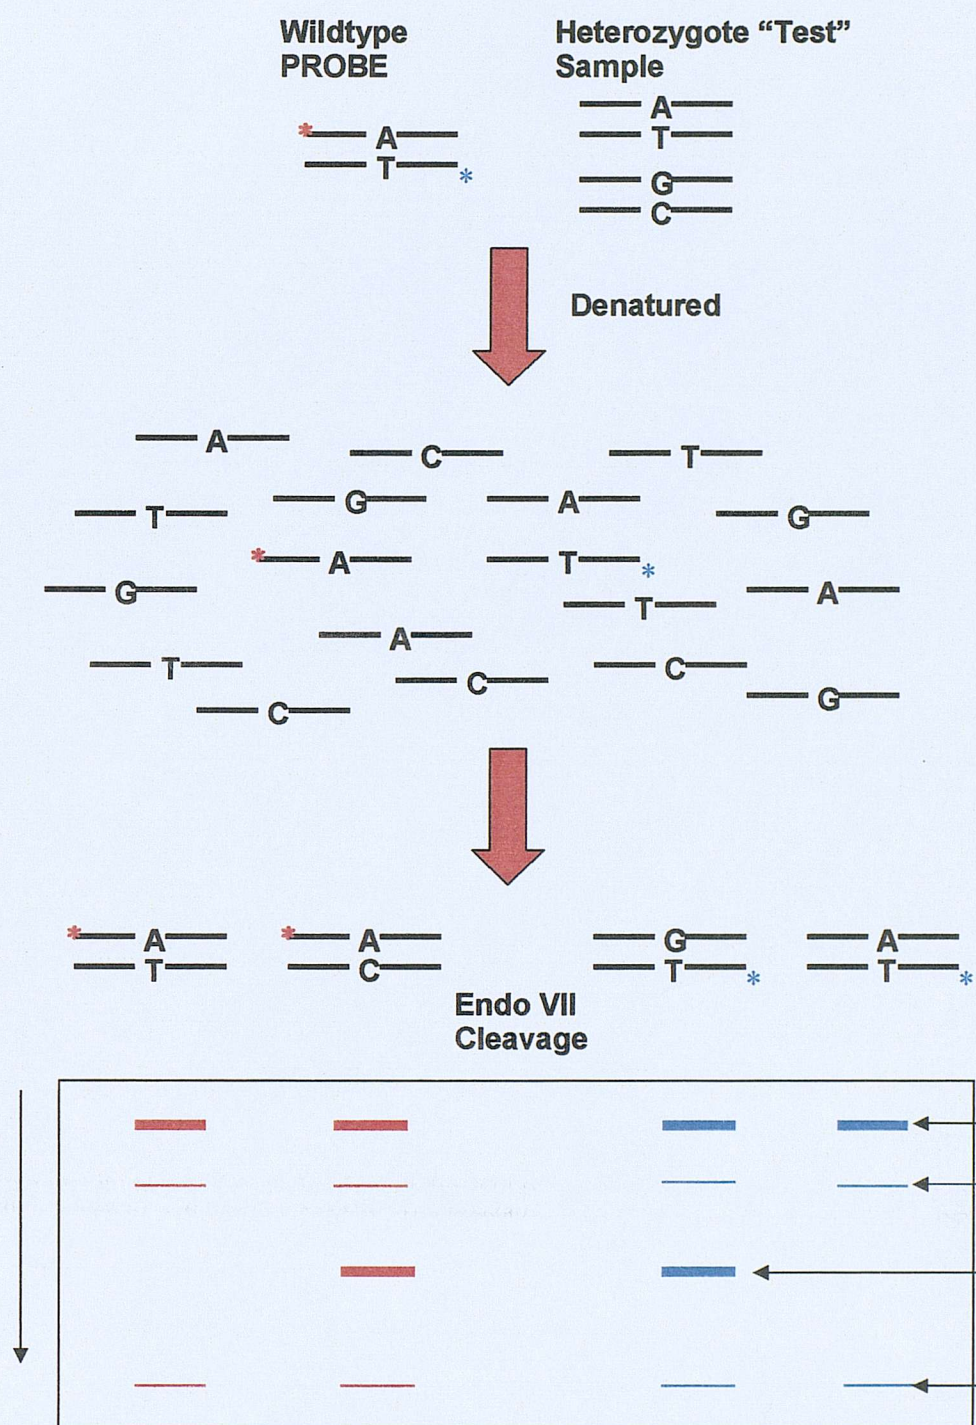 Wildtype
PROBE
Heterozygote “Test”
Sample
* A
T *
A
T
G
C
Denatured
A
C
T
G
A
T
G
* A
T *
G
A
T
A
T
C
C
G
C
* A
T
* A
C
G
T *
A
T *
Endo VII
Cleavage